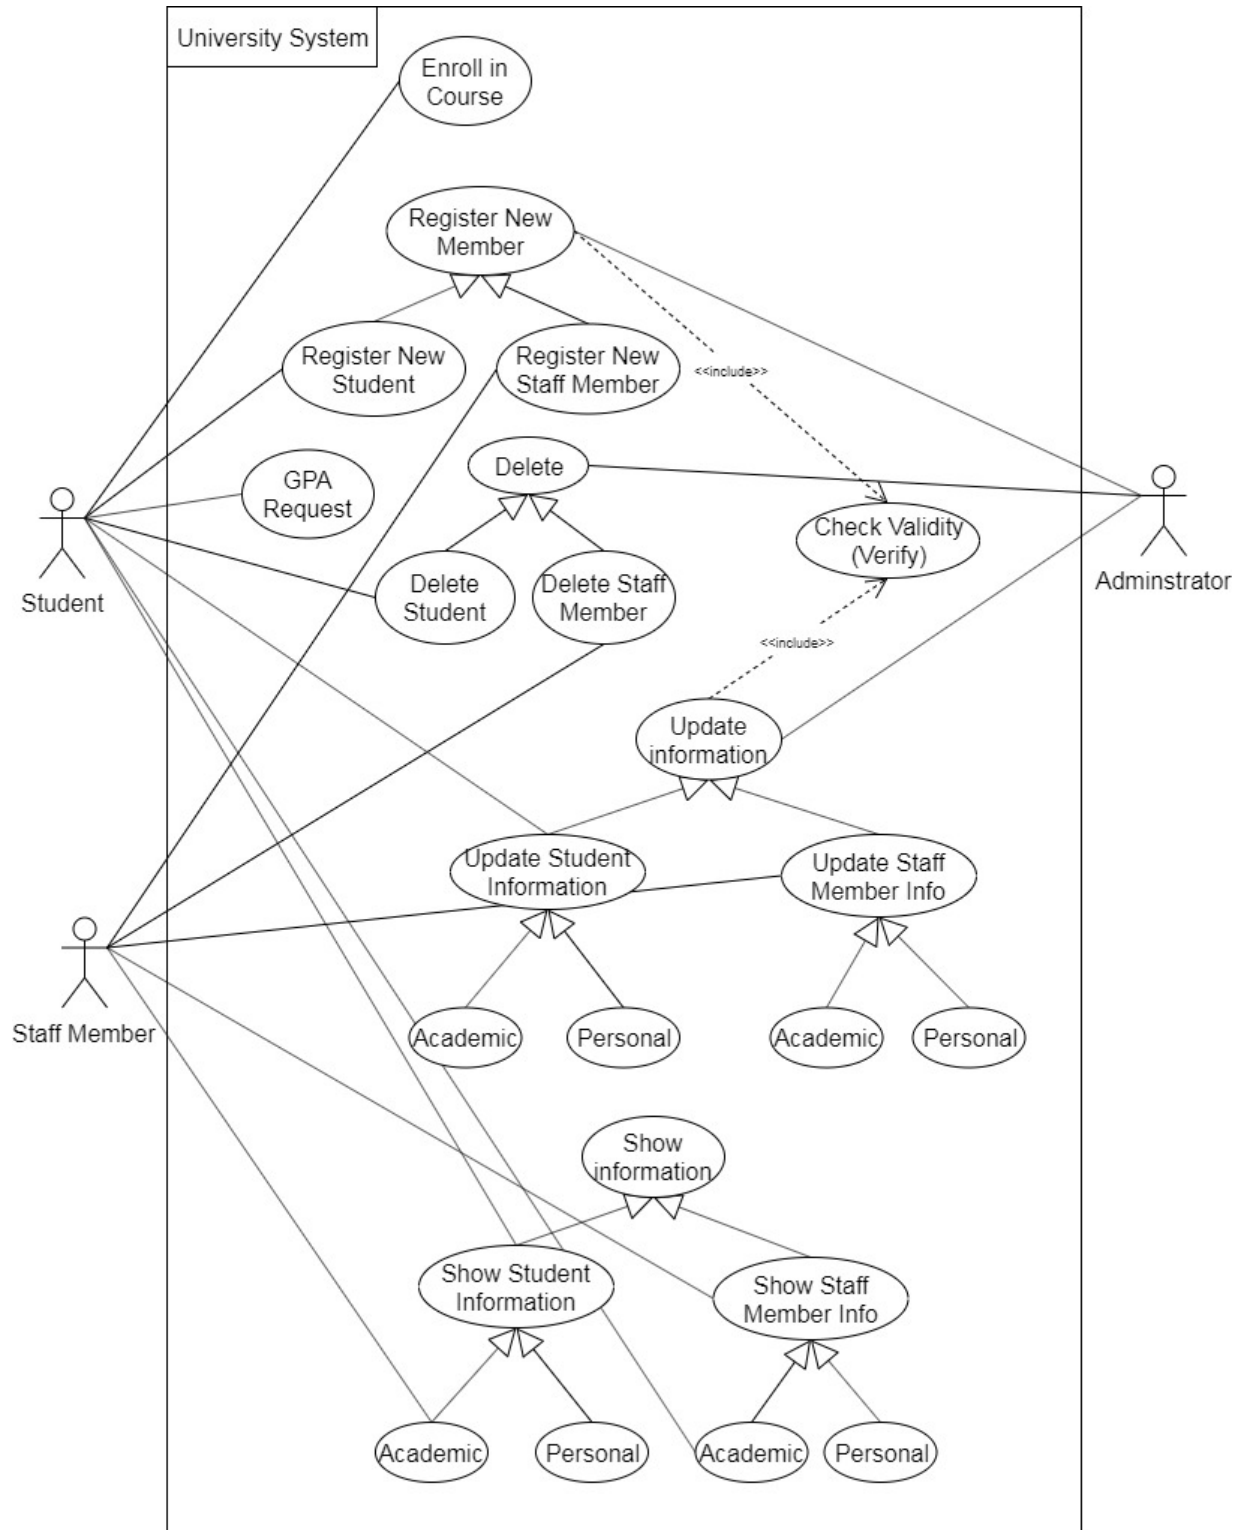 University System
Enroll in
Course
Register New
Member
Register New
Student
Register New
Staff Member
<<include>>
Delete
GPA
Request
Check Validity
(Verify)
Student
Delete
Student
Delete Staff
Member
Adminstrator
<<include>>
Update
information
Update Student
Information
Update Staff
Member Info
Staff Member
Academic
Personal
Academic
Personal
Show
information
Show Student
Information
Show Staff
Member Info
Academic
Personal
Academic
Personal